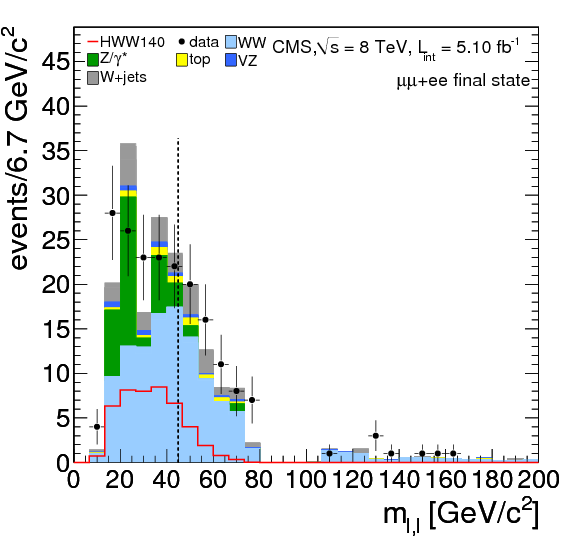 HWW140 data WW CMS,√s = 8 TeV, L_int = 5.10 fb⁻¹
Z/γ* top VZ
W+jets μμ+ee final state
events/6.7 GeV/c²
45
40
35
30
25
20
15
10
5
0
0 20 40 60 80 100 120 140 160 180 200
m_l,l [GeV/c²]